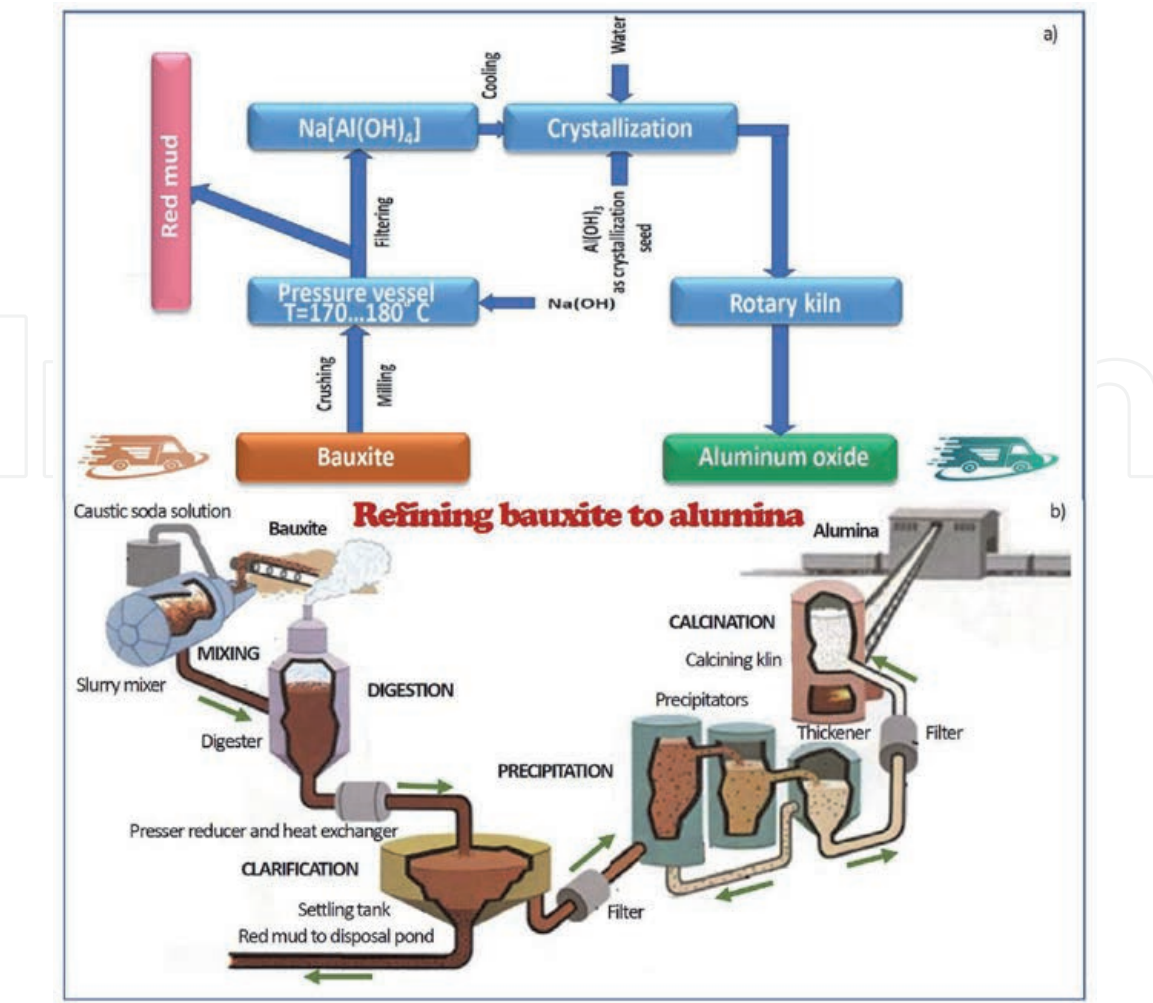 a)
Water
Cooling
Na[Al(OH)₄]
Crystallization
Red mud
Filtering
Al(OH)₃
as crystallization
seed
Pressure vessel
T=170...180° C
Na(OH)
Rotary kiln
Crushing
Milling
Bauxite
Aluminum oxide
Refining bauxite to alumina
b)
Caustic soda solution
Bauxite
Alumina
MIXING
Slurry mixer
DIGESTION
Digester
CALCINATION
Calcining klin
Precipitators
Thickener
Filter
PRECIPITATION
Presser reducer and heat exchanger
CLARIFICATION
Settling tank
Filter
Red mud to disposal pond